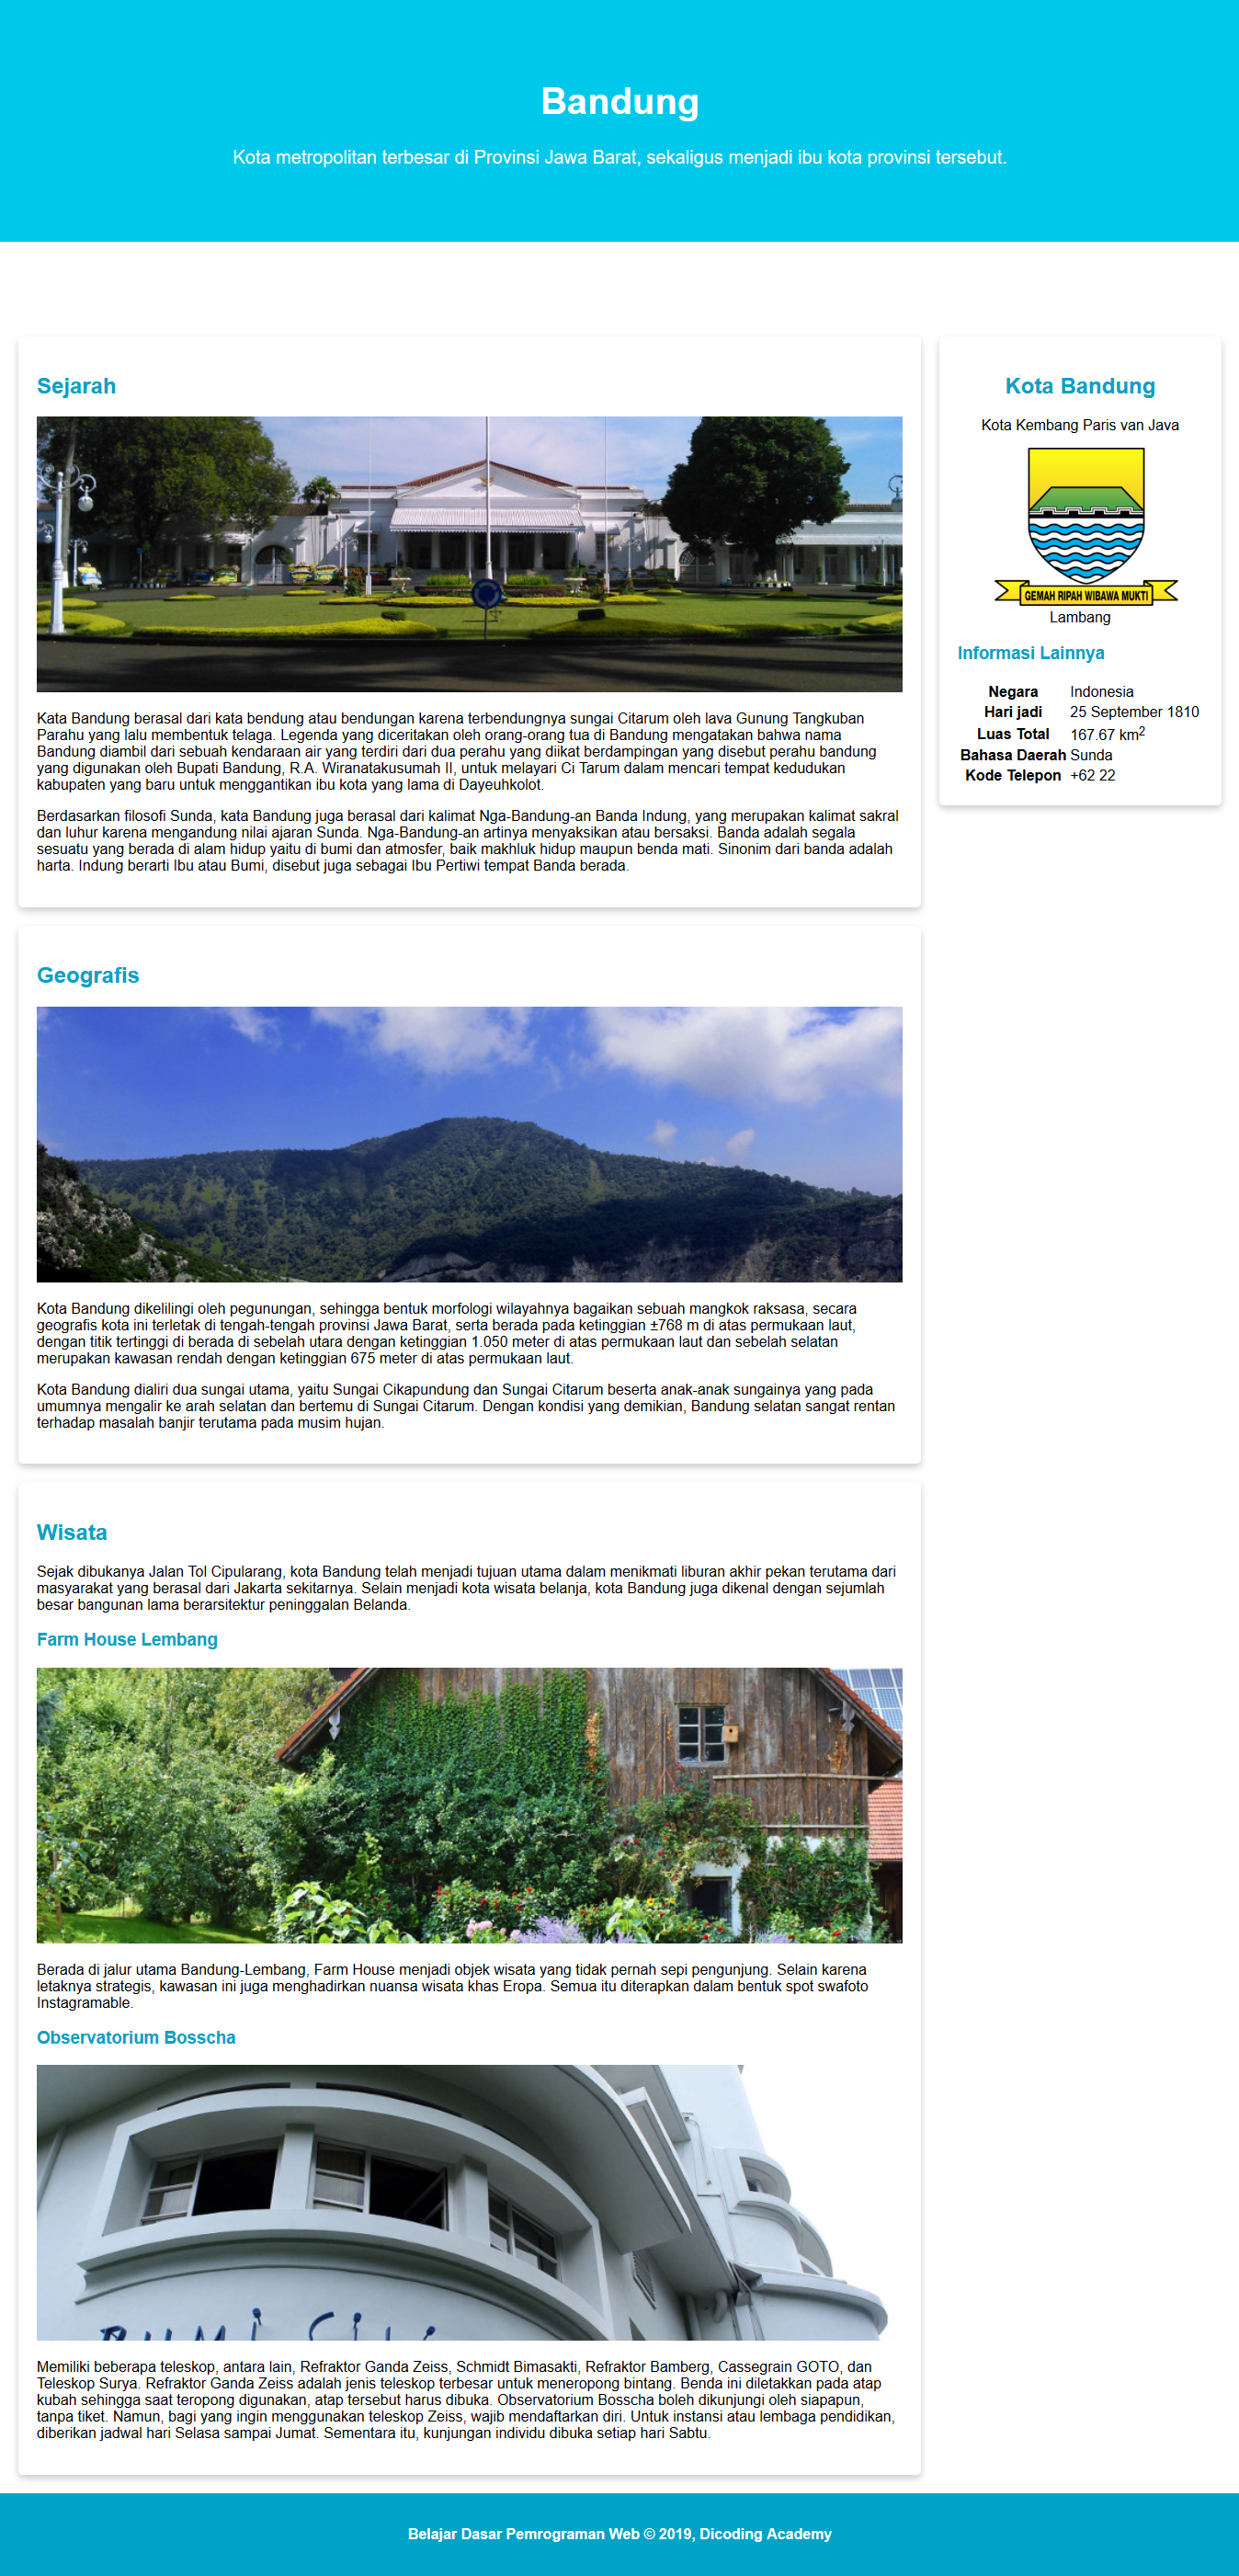 Bandung
Kota metropolitan terbesar di Provinsi Jawa Barat, sekaligus menjadi ibu kota provinsi tersebut.
Sejarah
Kata Bandung berasal dari kata bendung atau bendungan karena terbendungnya sungai Citarum oleh lava Gunung Tangkuban
Parahu yang lalu membentuk telaga. Legenda yang diceritakan oleh orang-orang tua di Bandung mengatakan bahwa nama
Bandung diambil dari sebuah kendaraan air yang terdiri dari dua perahu yang diikat berdampingan yang disebut perahu bandung
yang digunakan oleh Bupati Bandung, R.A. Wiranatakusumah II, untuk melayari Ci Tarum dalam mencari tempat kedudukan
kabupaten yang baru untuk menggantikan ibu kota yang lama di Dayeuhkolot.
Berdasarkan filosofi Sunda, kata Bandung juga berasal dari kalimat Nga-Bandung-an Banda Indung, yang merupakan kalimat sakral
dan luhur karena mengandung nilai ajaran Sunda. Nga-Bandung-an artinya menyaksikan atau bersaksi. Banda adalah segala
sesuatu yang berada di alam hidup yaitu di bumi dan atmosfer, baik makhluk hidup maupun benda mati. Sinonim dari banda adalah
harta. Indung berarti Ibu atau Bumi, disebut juga sebagai Ibu Pertiwi tempat Banda berada.
Geografis
Kota Bandung dikelilingi oleh pegunungan, sehingga bentuk morfologi wilayahnya bagaikan sebuah mangkok raksasa, secara
geografis kota ini terletak di tengah-tengah provinsi Jawa Barat, serta berada pada ketinggian ±768 m di atas permukaan laut,
dengan titik tertinggi di berada di sebelah utara dengan ketinggian 1.050 meter di atas permukaan laut dan sebelah selatan
merupakan kawasan rendah dengan ketinggian 675 meter di atas permukaan laut.
Kota Bandung dialiri dua sungai utama, yaitu Sungai Cikapundung dan Sungai Citarum beserta anak-anak sungainya yang pada
umumnya mengalir ke arah selatan dan bertemu di Sungai Citarum. Dengan kondisi yang demikian, Bandung selatan sangat rentan
terhadap masalah banjir terutama pada musim hujan.
Wisata
Sejak dibukanya Jalan Tol Cipularang, kota Bandung telah menjadi tujuan utama dalam menikmati liburan akhir pekan terutama dari
masyarakat yang berasal dari Jakarta sekitarnya. Selain menjadi kota wisata belanja, kota Bandung juga dikenal dengan sejumlah
besar bangunan lama berarsitektur peninggalan Belanda.
Farm House Lembang
Berada di jalur utama Bandung-Lembang, Farm House menjadi objek wisata yang tidak pernah sepi pengunjung. Selain karena
letaknya strategis, kawasan ini juga menghadirkan nuansa wisata khas Eropa. Semua itu diterapkan dalam bentuk spot swafoto
Instagramable.
Observatorium Bosscha
Memiliki beberapa teleskop, antara lain, Refraktor Ganda Zeiss, Schmidt Bimasakti, Refraktor Bamberg, Cassegrain GOTO, dan
Teleskop Surya. Refraktor Ganda Zeiss adalah jenis teleskop terbesar untuk meneropong bintang. Benda ini diletakkan pada atap
kubah sehingga saat teropong digunakan, atap tersebut harus dibuka. Observatorium Bosscha boleh dikunjungi oleh siapapun,
tanpa tiket. Namun, bagi yang ingin menggunakan teleskop Zeiss, wajib mendaftarkan diri. Untuk instansi atau lembaga pendidikan,
diberikan jadwal hari Selasa sampai Jumat. Sementara itu, kunjungan individu dibuka setiap hari Sabtu.
Kota Bandung
Kota Kembang Paris van Java
GEMAH RIPAH WIBAWA MUKTI
Lambang
Informasi Lainnya
Negara Indonesia
Hari jadi 25 September 1810
Luas Total 167.67 km²
Bahasa Daerah Sunda
Kode Telepon +62 22
Belajar Dasar Pemrograman Web © 2019, Dicoding Academy